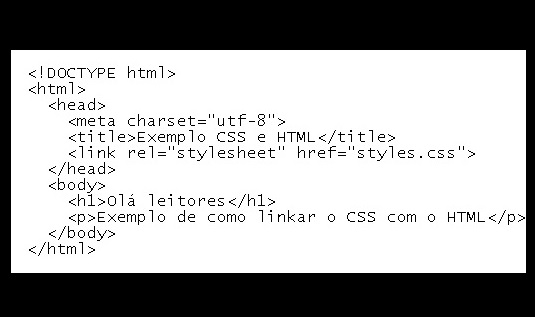 <!DOCTYPE html>
<html>
<head>
<meta charset="utf-8">
<title>Exemplo CSS e HTML</title>
<link rel="stylesheet" href="styles.css">
</head>
<body>
<h1>Olá leitores</h1>
<p>Exemplo de como linkar o CSS com o HTML</p>
</body>
</html>